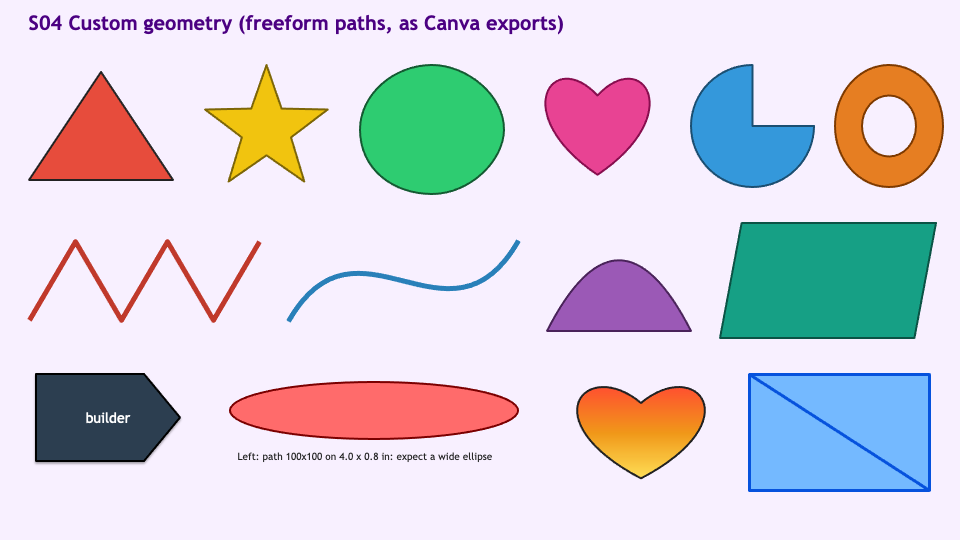 S04 Custom geometry (freeform paths, as Canva exports)
builder
Left: path 100x100 on 4.0 x 0.8 in: expect a wide ellipse